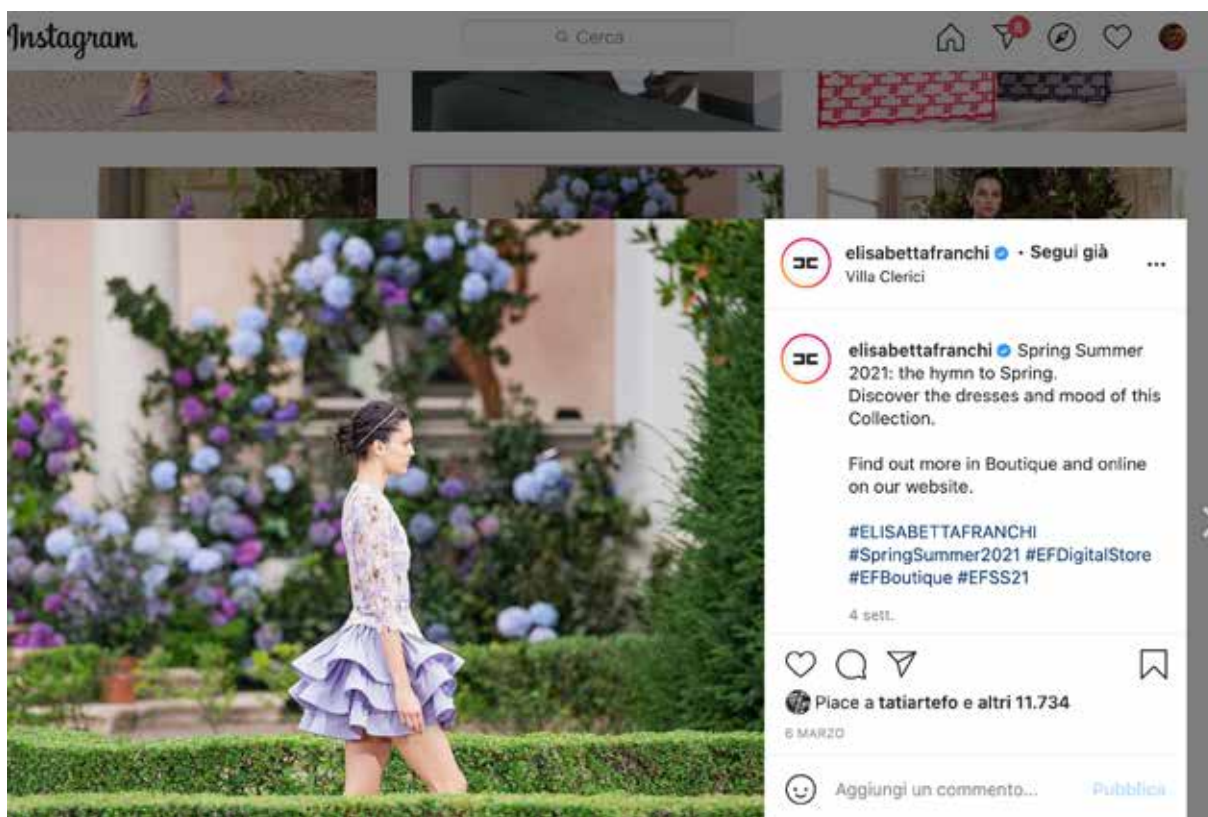 Instagram
Cerca
8
elisabettafranchi • Segui già
Villa Clerici
elisabettafranchi Spring Summer
2021: the hymn to Spring.
Discover the dresses and mood of this
Collection.
Find out more in Boutique and online
on our website.
#ELISABETTAFRANCHI
#SpringSummer2021 #EFDigitalStore
#EFBoutique #EFSS21
4 sett.
Piace a tatiartefo e altri 11.734
6 MARZO
Aggiungi un commento...
Pubblica